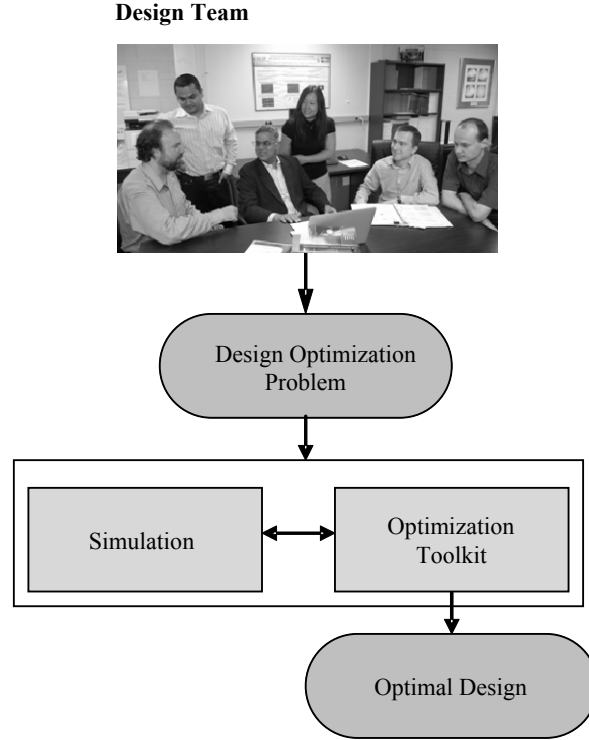 Design Team
Design Optimization
Problem
Simulation
Optimization
Toolkit
Optimal Design